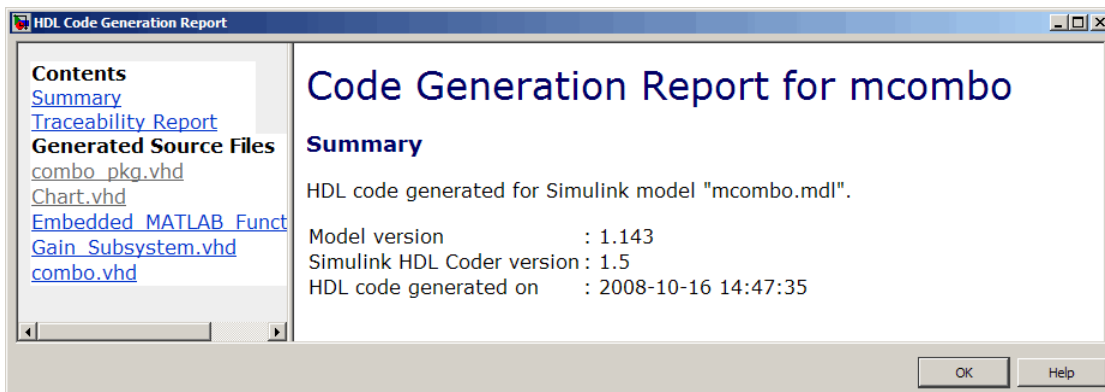 HDL Code Generation Report
Contents
Summary
Traceability Report
Generated Source Files
combo_pkg.vhd
Chart.vhd
Embedded_MATLAB_Funct
Gain_Subsystem.vhd
combo.vhd
Code Generation Report for mcombo
Summary
HDL code generated for Simulink model "mcombo.mdl".
Model version : 1.143
Simulink HDL Coder version : 1.5
HDL code generated on : 2008-10-16 14:47:35
OK
Help